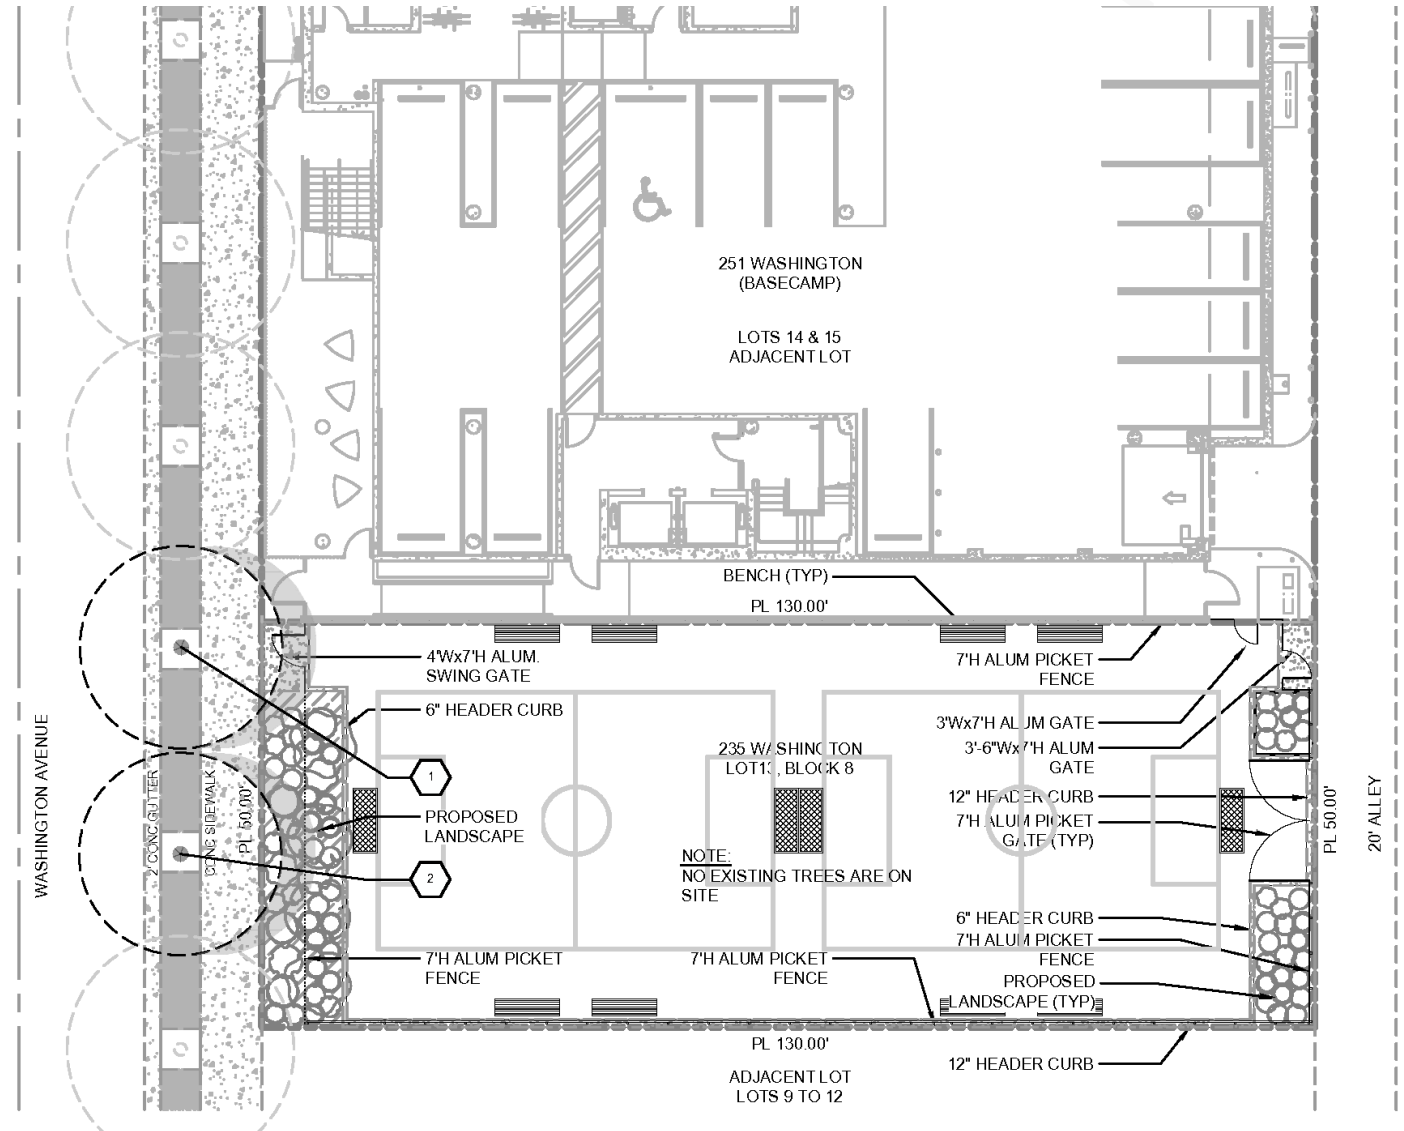 251 WASHINGTON
(BASECAMP)
LOTS 14 & 15
ADJACENT LOT
BENCH (TYP)
PL 130.00'
4'Wx7'H ALUM.
SWING GATE
6" HEADER CURB
7'H ALUM PICKET
FENCE
3'Wx7'H ALUM GATE
3'-6"Wx7'H ALUM
GATE
235 WASHINGTON
LOT13, BLOCK 8
12" HEADER CURB
7'H ALUM PICKET
GATE (TYP)
1
PROPOSED
LANDSCAPE
2
NOTE:
NO EXISTING TREES ARE ON
SITE
6" HEADER CURB
7'H ALUM PICKET
FENCE
PROPOSED
LANDSCAPE (TYP)
7'H ALUM PICKET
FENCE
7'H ALUM PICKET
FENCE
WASHINGTON AVENUE
2' CONC.GUTTER
CONC SIDEWALK
PL 50.00'
PL 50.00'
20' ALLEY
PL 130.00'
12" HEADER CURB
ADJACENT LOT
LOTS 9 TO 12